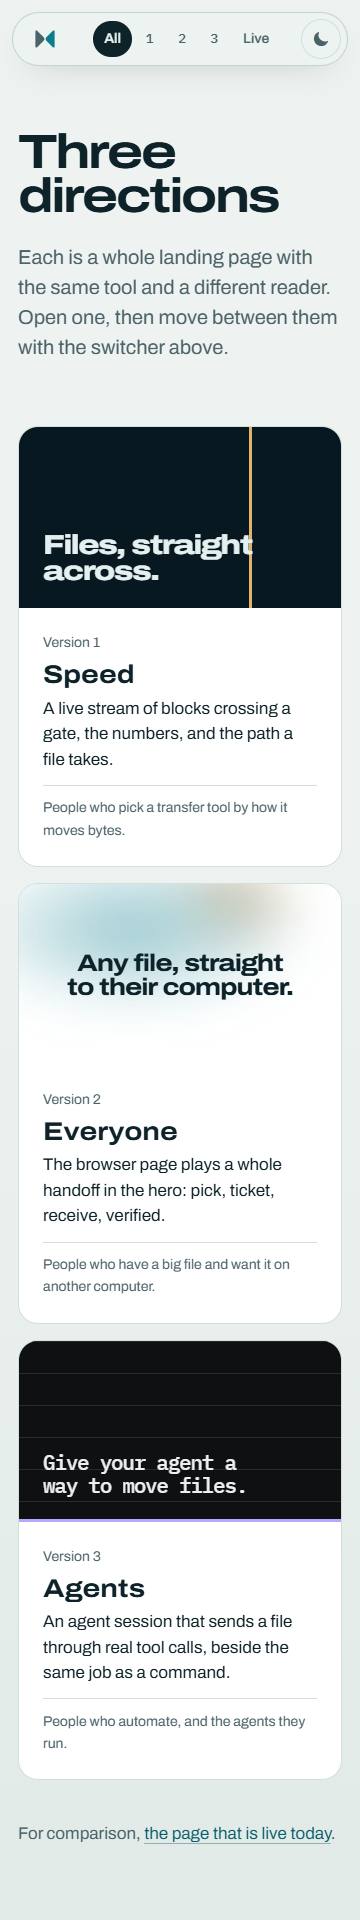 All 1 2 3 Live
Three
directions
Each is a whole landing page with
the same tool and a different reader.
Open one, then move between them
with the switcher above.
Files, straight
across.
Version 1
Speed
A live stream of blocks crossing a
gate, the numbers, and the path a
file takes.
People who pick a transfer tool by how it
moves bytes.
Any file, straight
to their computer.
Version 2
Everyone
The browser page plays a whole
handoff in the hero: pick, ticket,
receive, verified.
People who have a big file and want it on
another computer.
Give your agent a
way to move files.
Version 3
Agents
An agent session that sends a file
through real tool calls, beside the
same job as a command.
People who automate, and the agents they
run.
For comparison, the page that is live today.